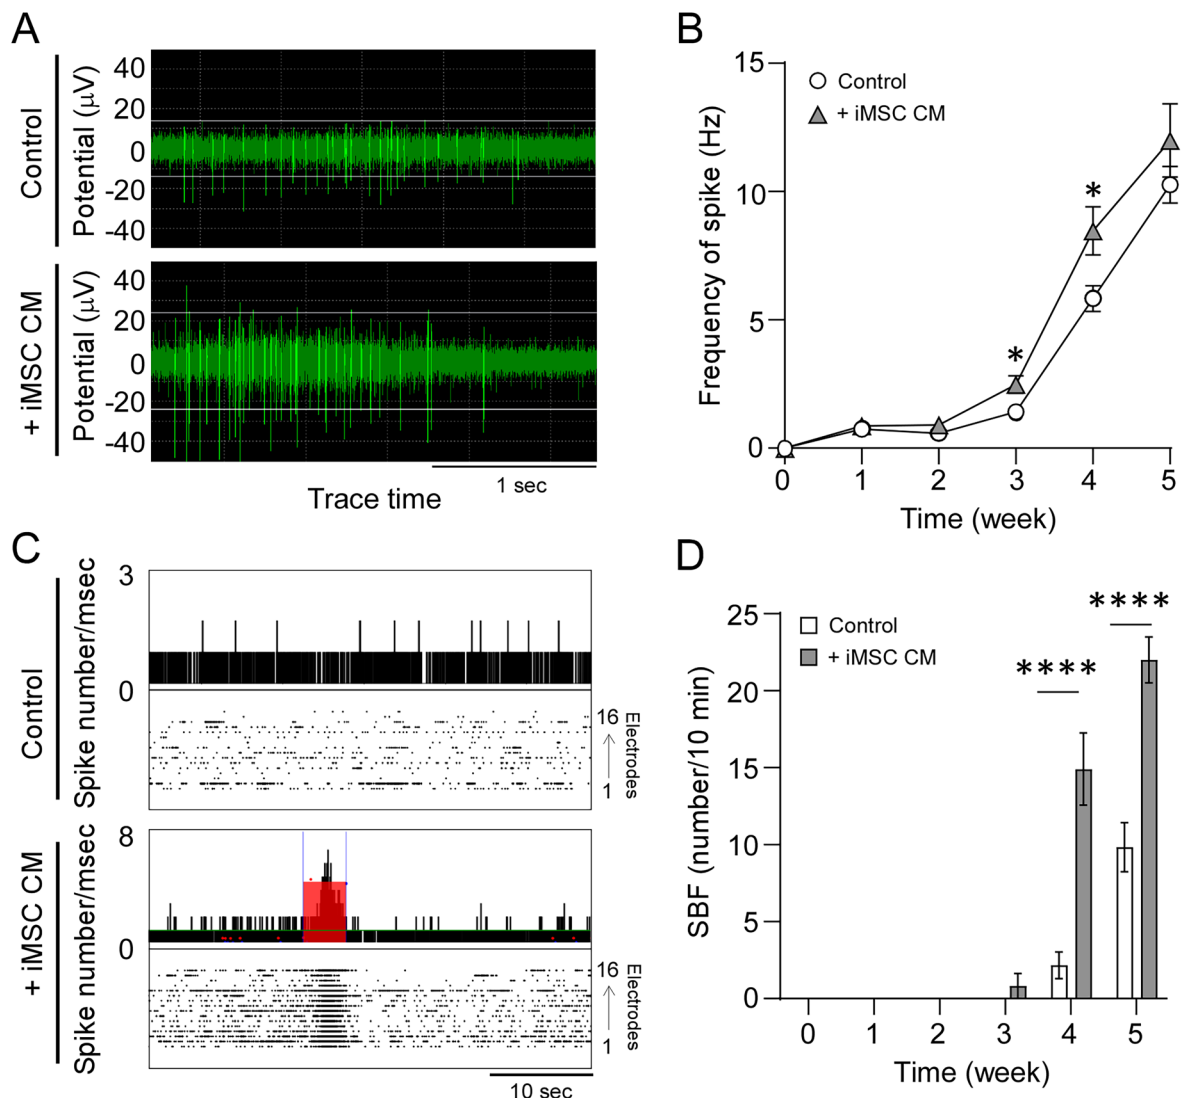 A
Control
Potential (μV)
40
20
0
-20
-40
+ iMSC CM
Potential (μV)
40
20
0
-20
-40
1 sec
Trace time
B
Frequency of spike (Hz)
15
10
5
0
Control
+ iMSC CM
*
*
0 1 2 3 4 5
Time (week)
C
Control
Spike number/msec
3
0
16
Electrodes
1
+ iMSC CM
Spike number/msec
8
0
16
Electrodes
1
10 sec
D
SBF (number/10 min)
25
20
15
10
5
0
Control
+ iMSC CM
****
****
0 1 2 3 4 5
Time (week)